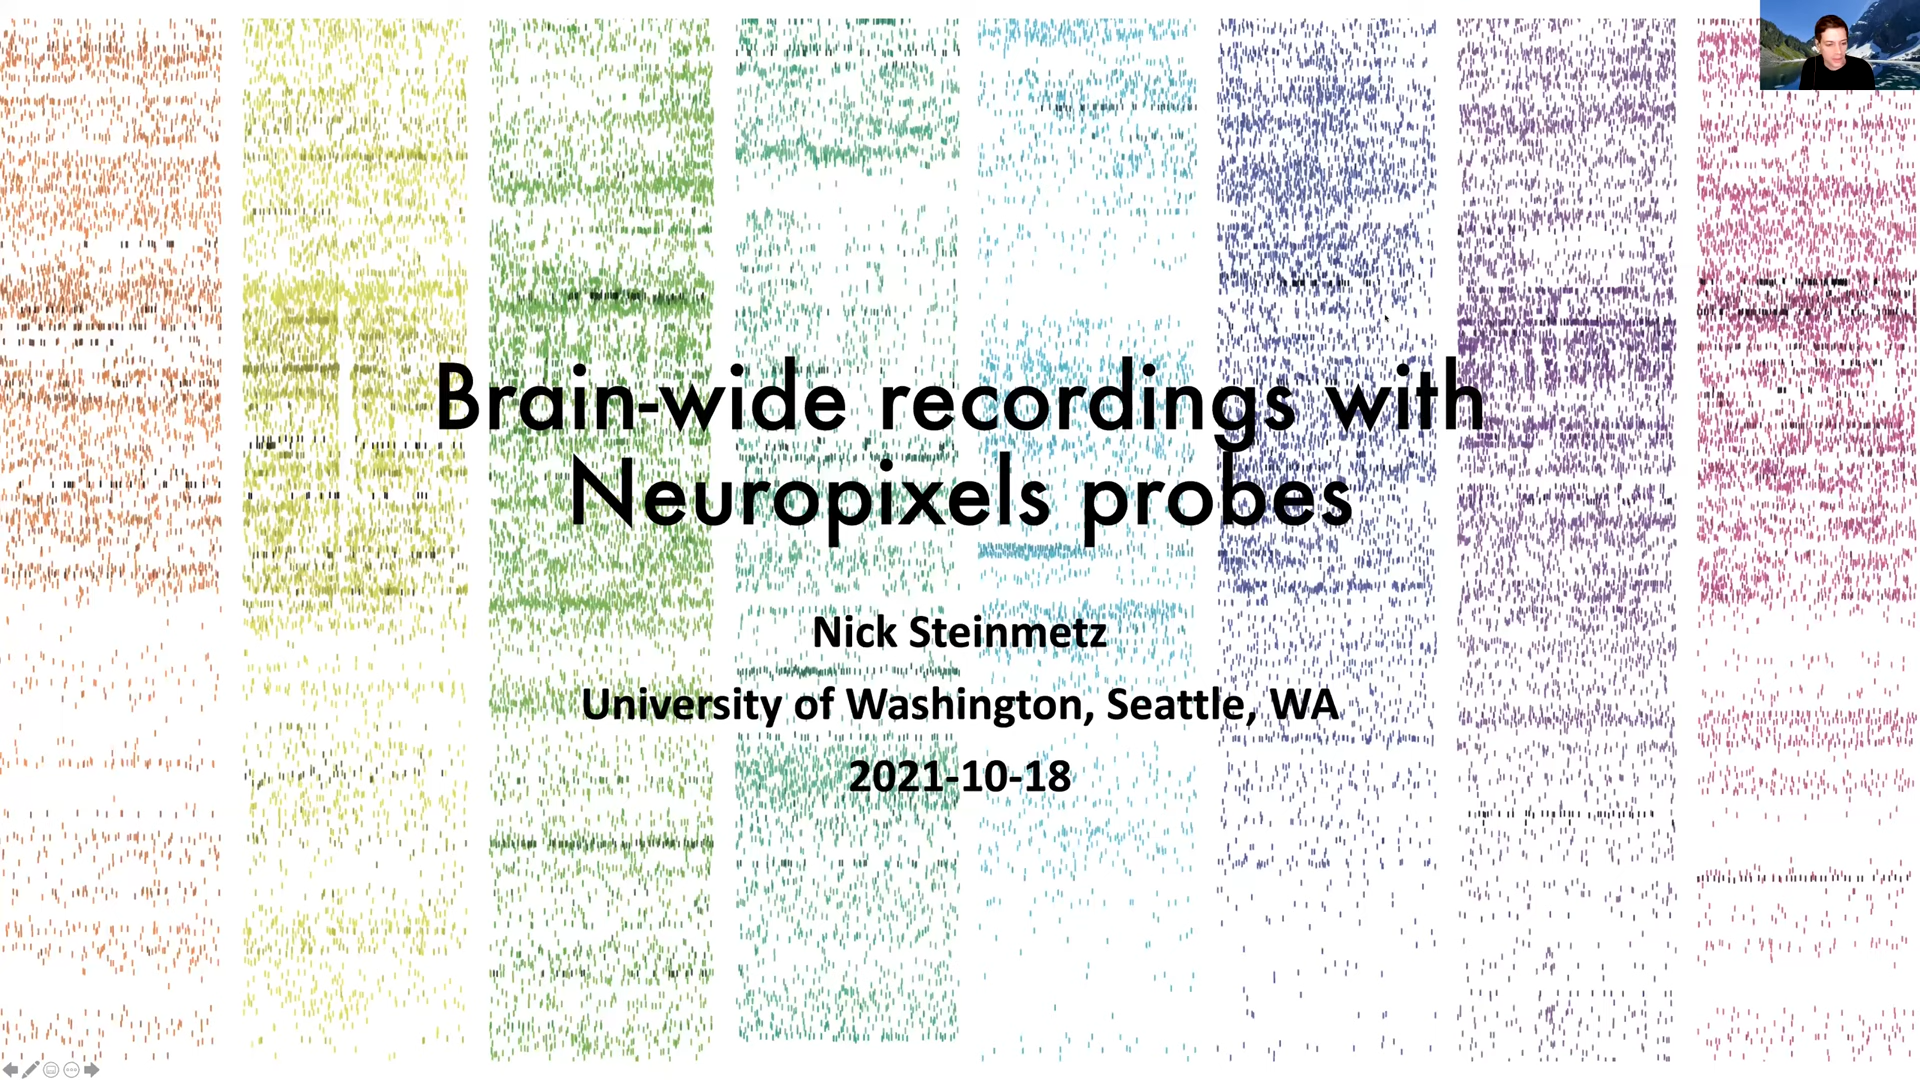 Brain-wide recordings with
Neuropixels probes
Nick Steinmetz
University of Washington, Seattle, WA
2021-10-18